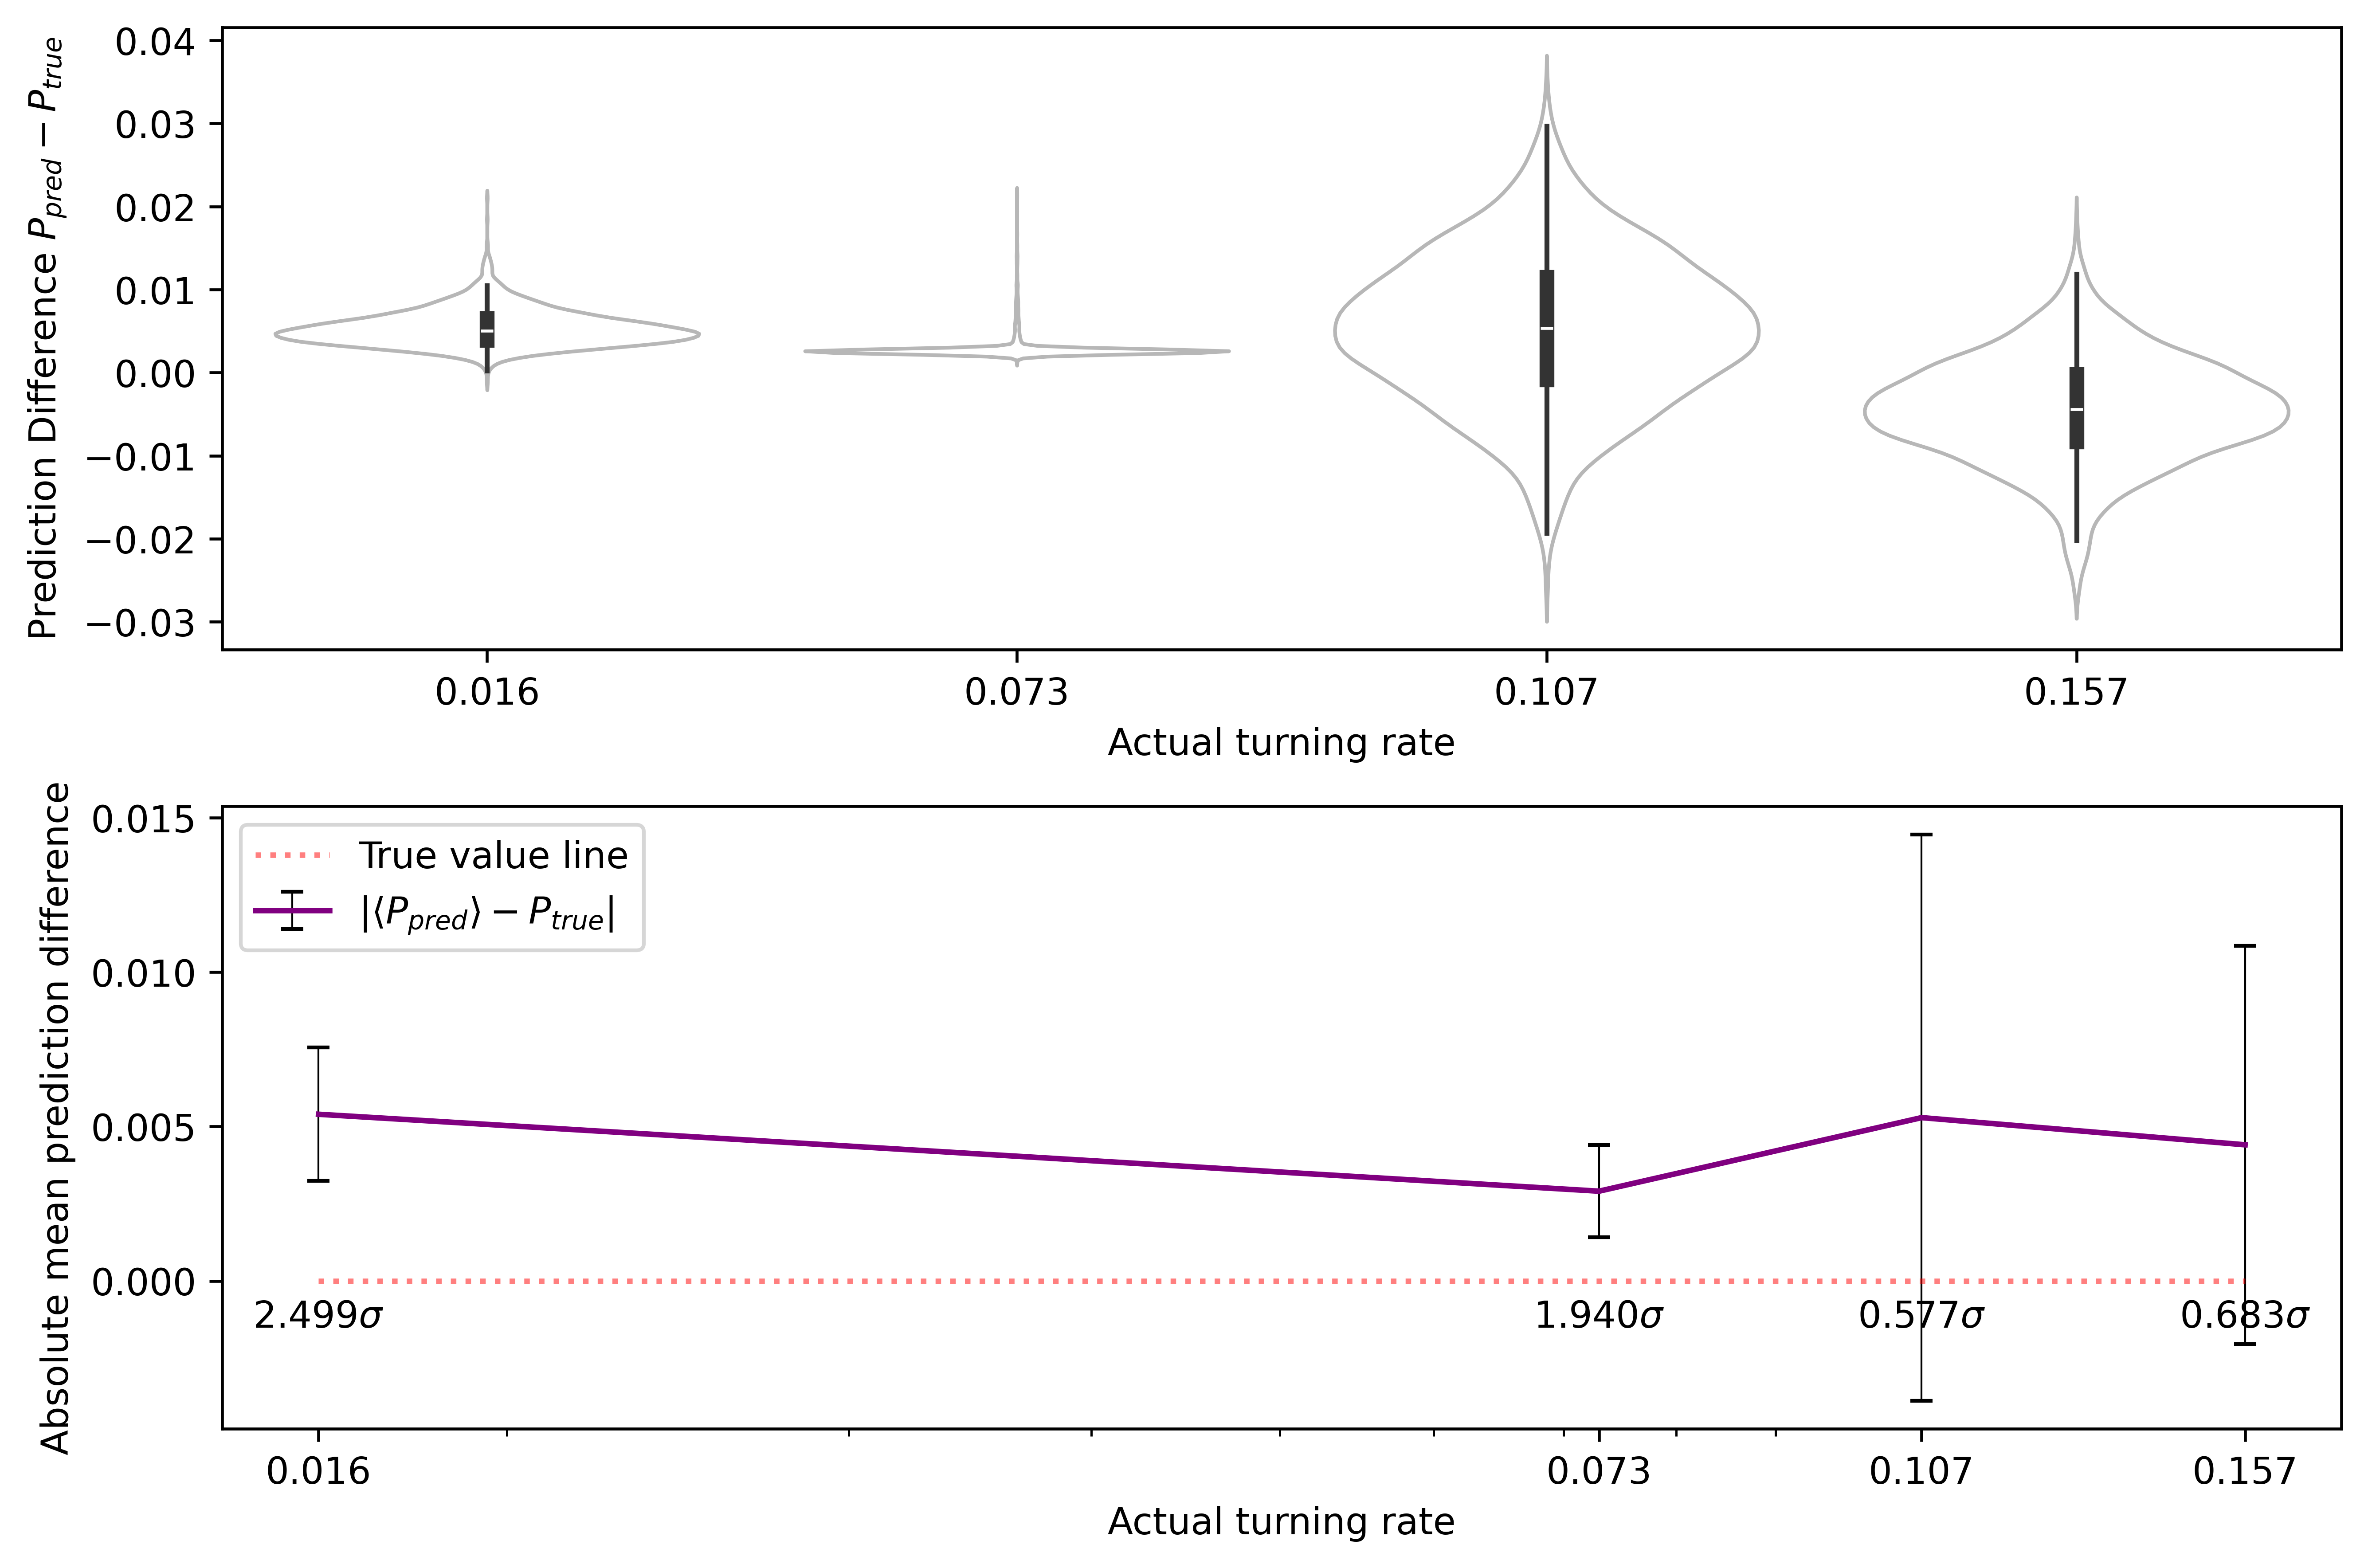 Prediction Difference P_pred − P_true
0.04
0.03
0.02
0.01
0.00
−0.01
−0.02
−0.03
0.016 0.073 0.107 0.157
Actual turning rate
Absolute mean prediction difference
0.015
0.010
0.005
0.000
True value line
|⟨P_pred⟩ − P_true|
2.499σ 1.940σ 0.577σ 0.683σ
0.016 0.073 0.107 0.157
Actual turning rate